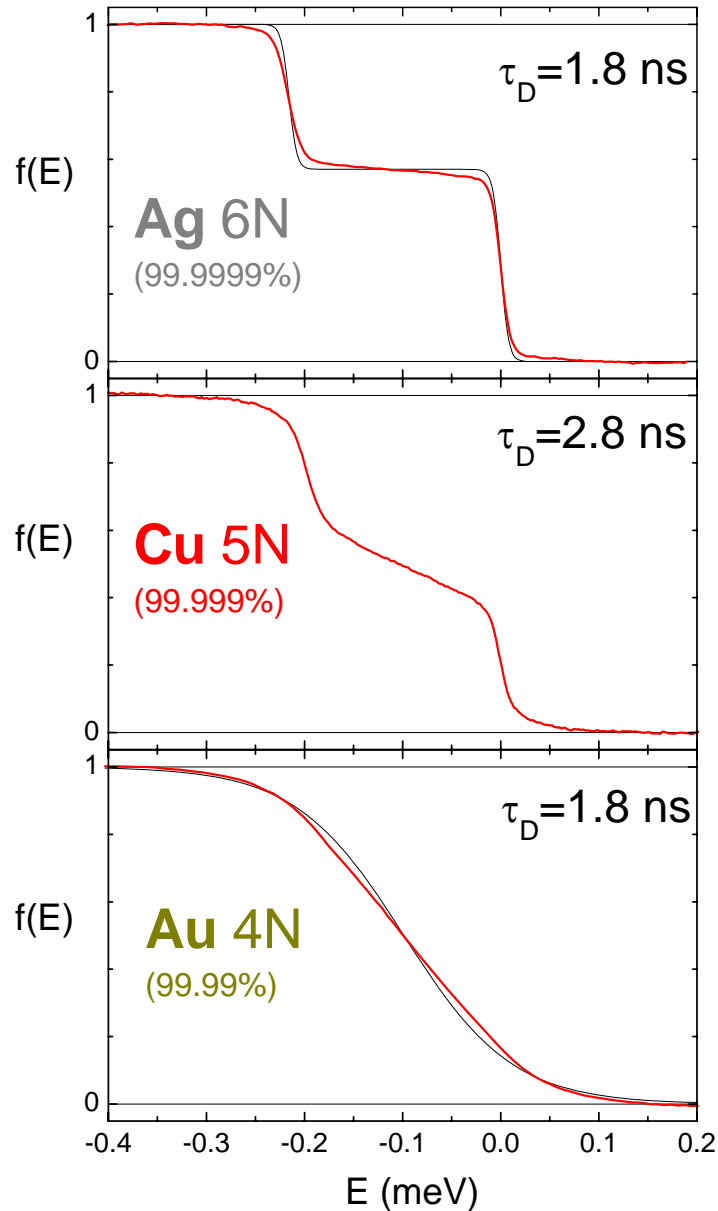 1
τD=1.8 ns
f(E)
Ag 6N
(99.9999%)
0
1
τD=2.8 ns
f(E)
Cu 5N
(99.999%)
0
1
τD=1.8 ns
f(E)
Au 4N
(99.99%)
0
-0.4 -0.3 -0.2 -0.1 0.0 0.1 0.2
E (meV)